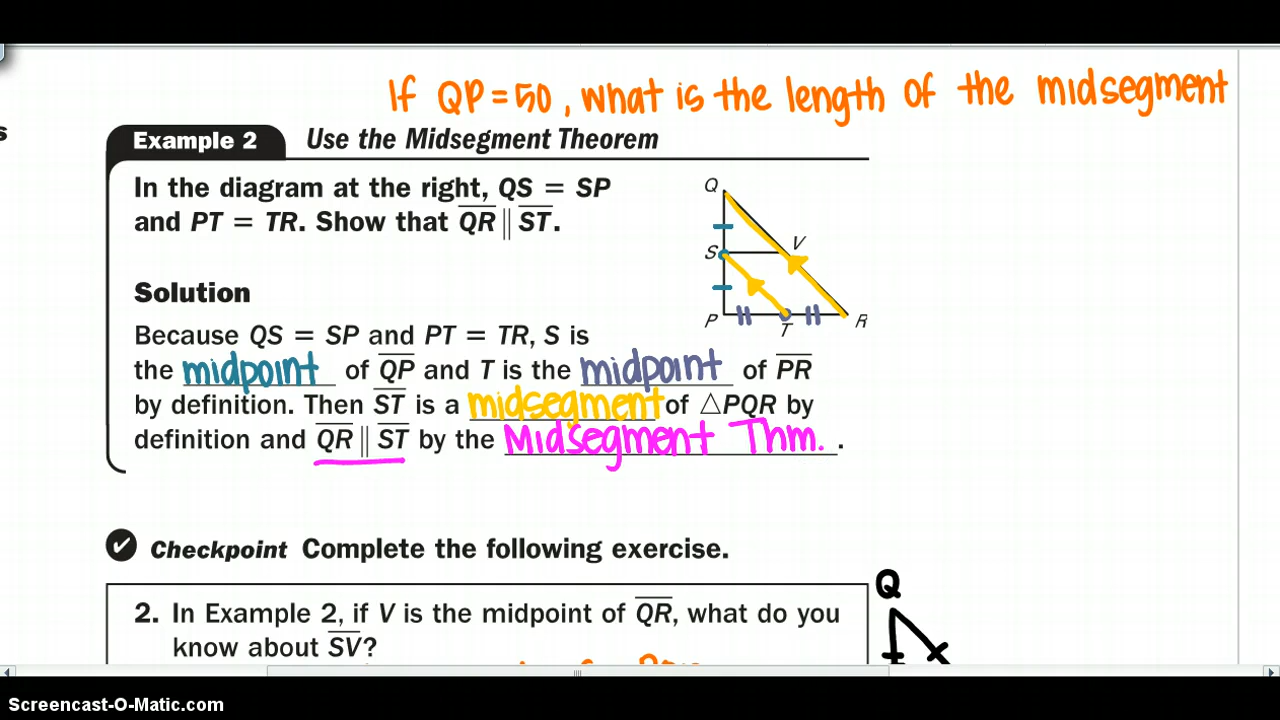 s
If QP = 50, what is the length of the midsegment
Example 2 Use the Midsegment Theorem
In the diagram at the right, QS = SP
and PT = TR. Show that QR || ST.
Q
S
V
P
T
R
Solution
Because QS = SP and PT = TR, S is
the midpoint of QP and T is the midpoint of PR
by definition. Then ST is a midsegment of △PQR by
definition and QR || ST by the Midsegment Thm..
✔ Checkpoint Complete the following exercise.
Q
2. In Example 2, if V is the midpoint of QR, what do you
know about SV?
Screencast-O-Matic.com